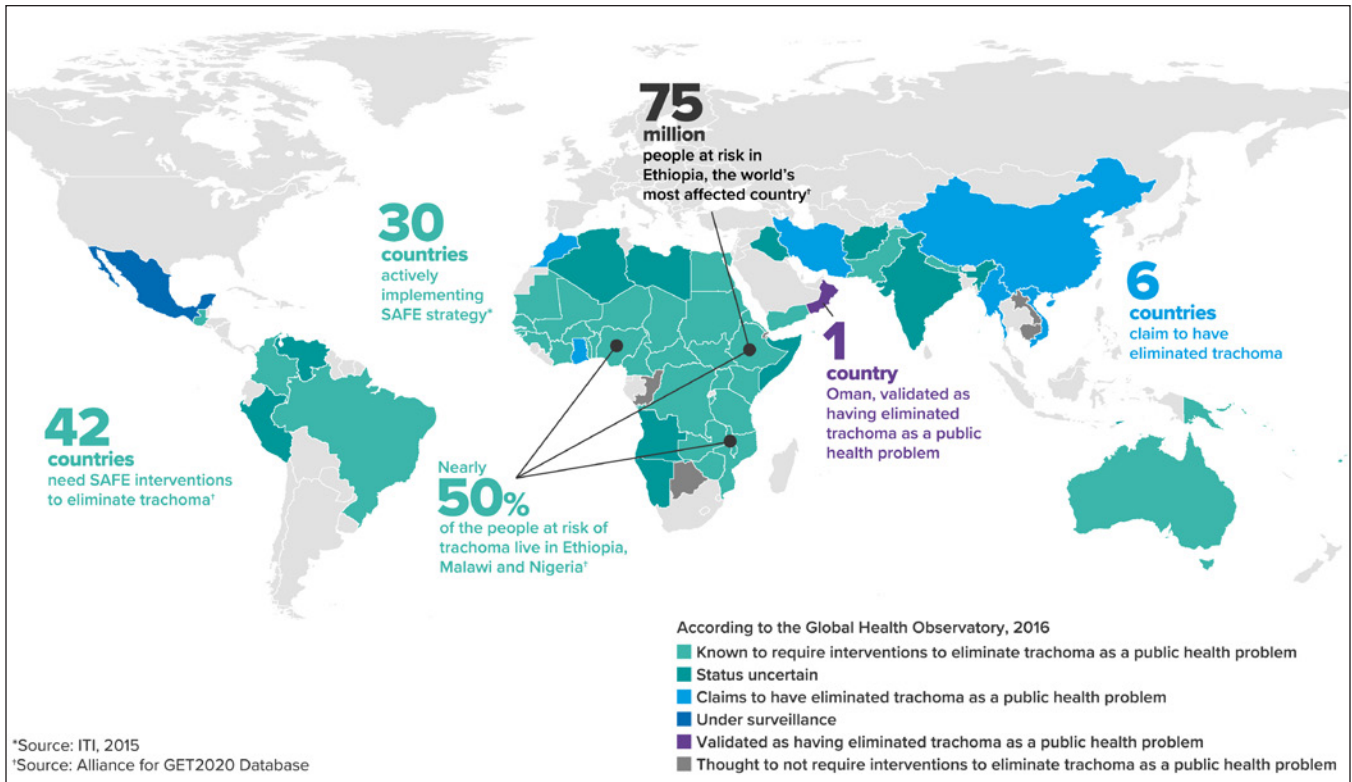 75
million
people at risk in
Ethiopia, the world's
most affected country†
30
countries
actively
implementing
SAFE strategy*
6
countries
claim to have
eliminated trachoma
1
country
Oman, validated as
having eliminated
trachoma as a public
health problem
42
countries
need SAFE interventions
to eliminate trachoma†
Nearly
50%
of the people at risk of
trachoma live in Ethiopia,
Malawi and Nigeria†
According to the Global Health Observatory, 2016
Known to require interventions to eliminate trachoma as a public health problem
Status uncertain
Claims to have eliminated trachoma as a public health problem
Under surveillance
Validated as having eliminated trachoma as a public health problem
Thought to not require interventions to eliminate trachoma as a public health problem
*Source: ITI, 2015
†Source: Alliance for GET2020 Database